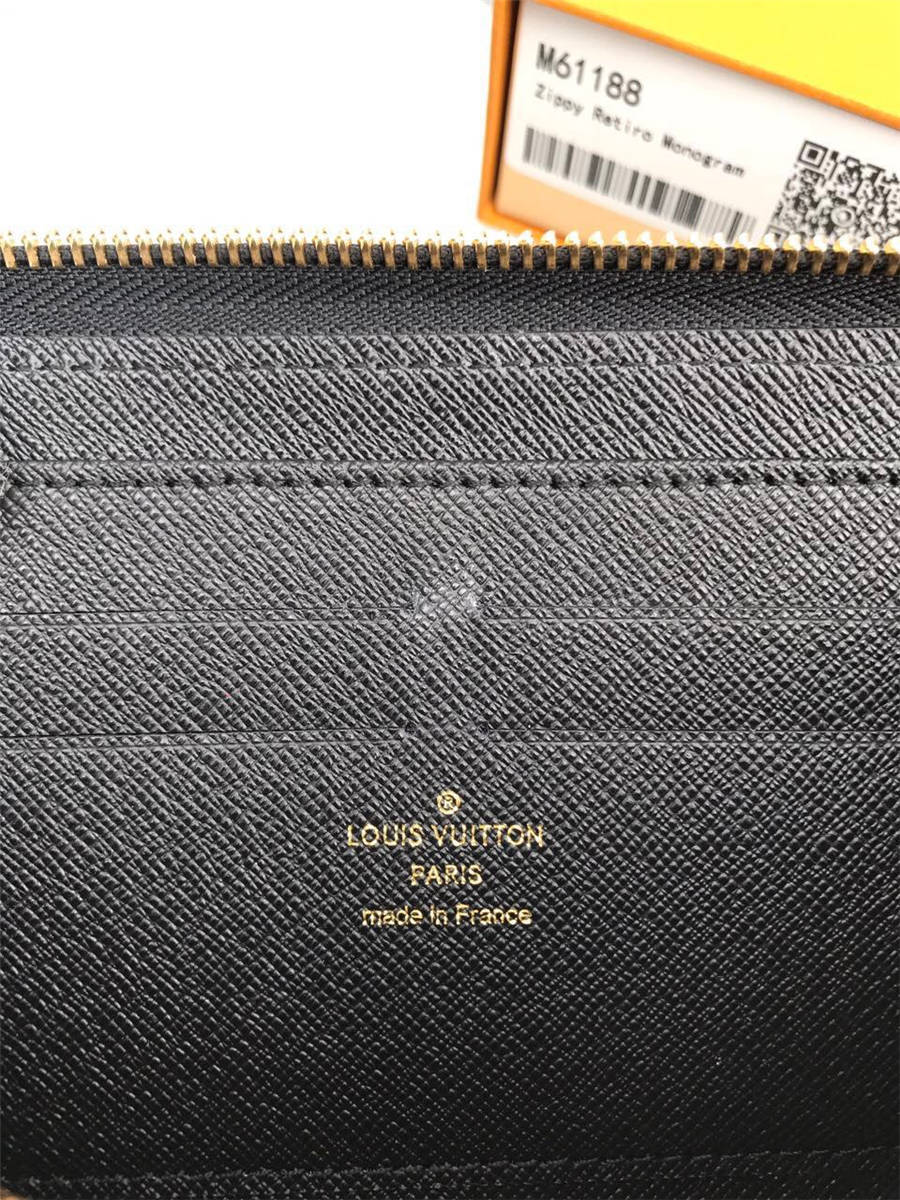 M61188
Zippy Retiro Monogram
®
LOUIS VUITTON
PARIS
made in France